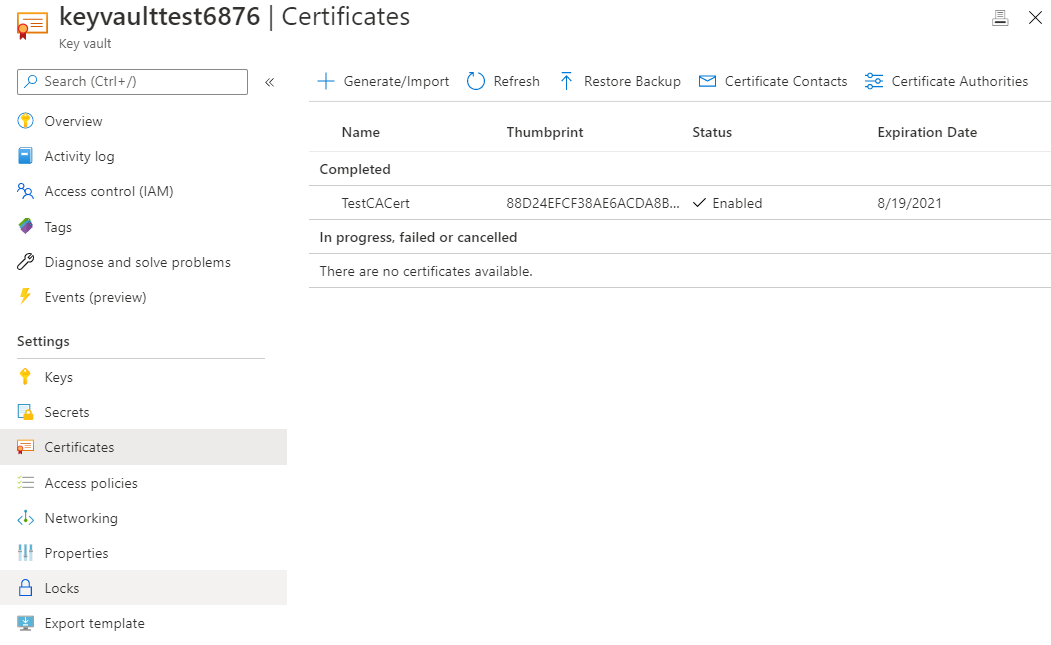 keyvaulttest6876 | Certificates
Key vault
Search (Ctrl+/)
«
Overview
Activity log
Access control (IAM)
Tags
Diagnose and solve problems
Events (preview)
Settings
Keys
Secrets
Certificates
Access policies
Networking
Properties
Locks
Export template
Generate/Import Refresh Restore Backup Certificate Contacts Certificate Authorities
Name Thumbprint Status Expiration Date
Completed
TestCACert 88D24EFCF38AE6ACDA8B... Enabled 8/19/2021
In progress, failed or cancelled
There are no certificates available.